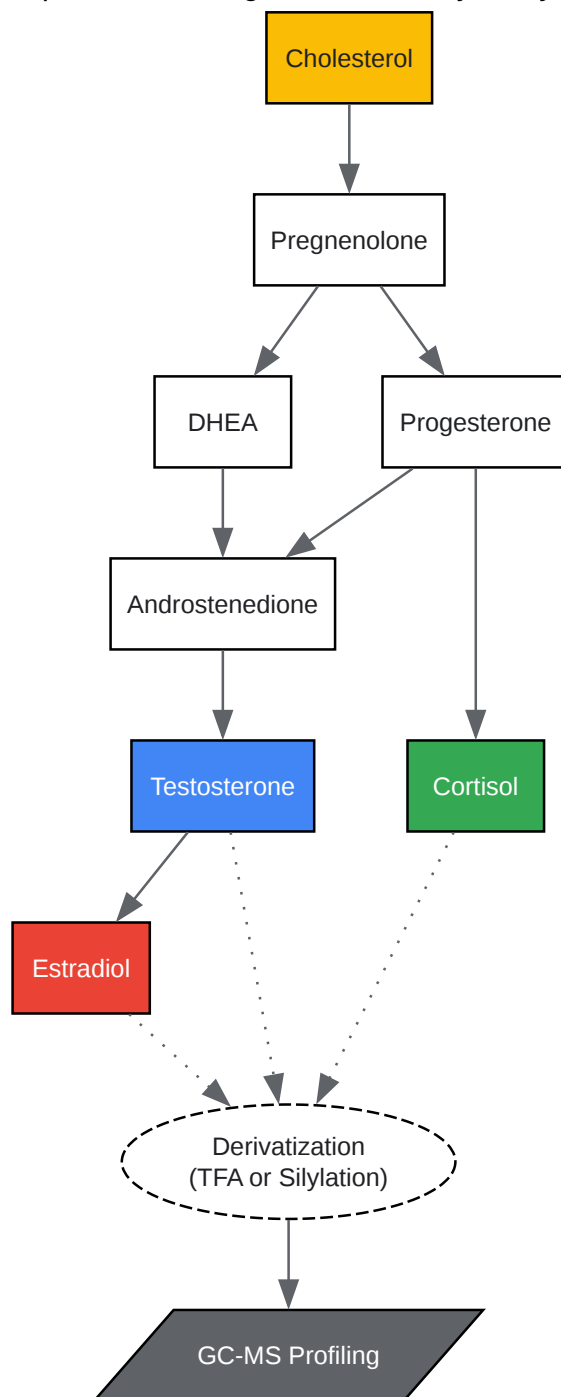 Cholesterol
Pregnenolone
DHEA
Progesterone
Androstenedione
Testosterone
Cortisol
Estradiol
Derivatization
(TFA or Silylation)
GC-MS Profiling